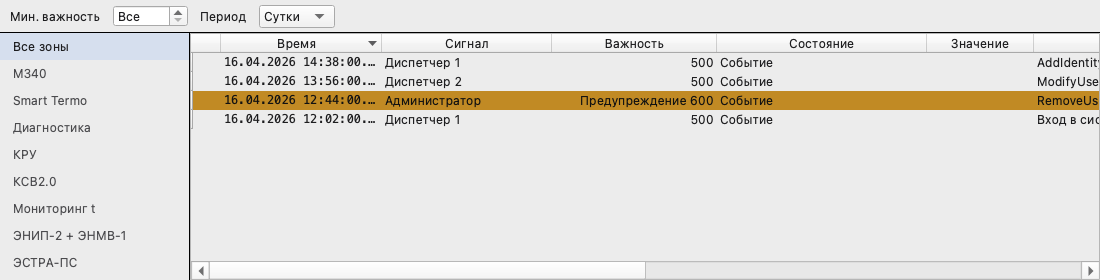 Мин. важность Все Период Сутки
Все зоны
М340
Smart Termo
Диагностика
КРУ
КСВ2.0
Мониторинг t
ЭНИП-2 + ЭНМВ-1
ЭСТРА-ПС
Время Сигнал Важность Состояние Значение
16.04.2026 14:38:00.… Диспетчер 1 500 Событие AddIdentity
16.04.2026 13:56:00.… Диспетчер 2 500 Событие ModifyUse
16.04.2026 12:44:00.… Администратор Предупреждение 600 Событие RemoveUs
16.04.2026 12:02:00.… Диспетчер 1 500 Событие Вход в сис